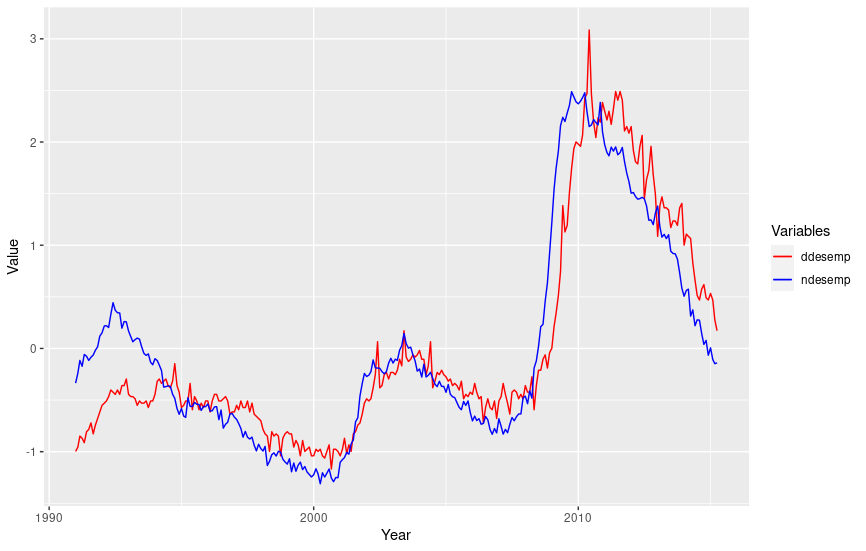 3
2
1
0
-1
Value
1990
2000
2010
Year
Variables
ddesemp
ndesemp